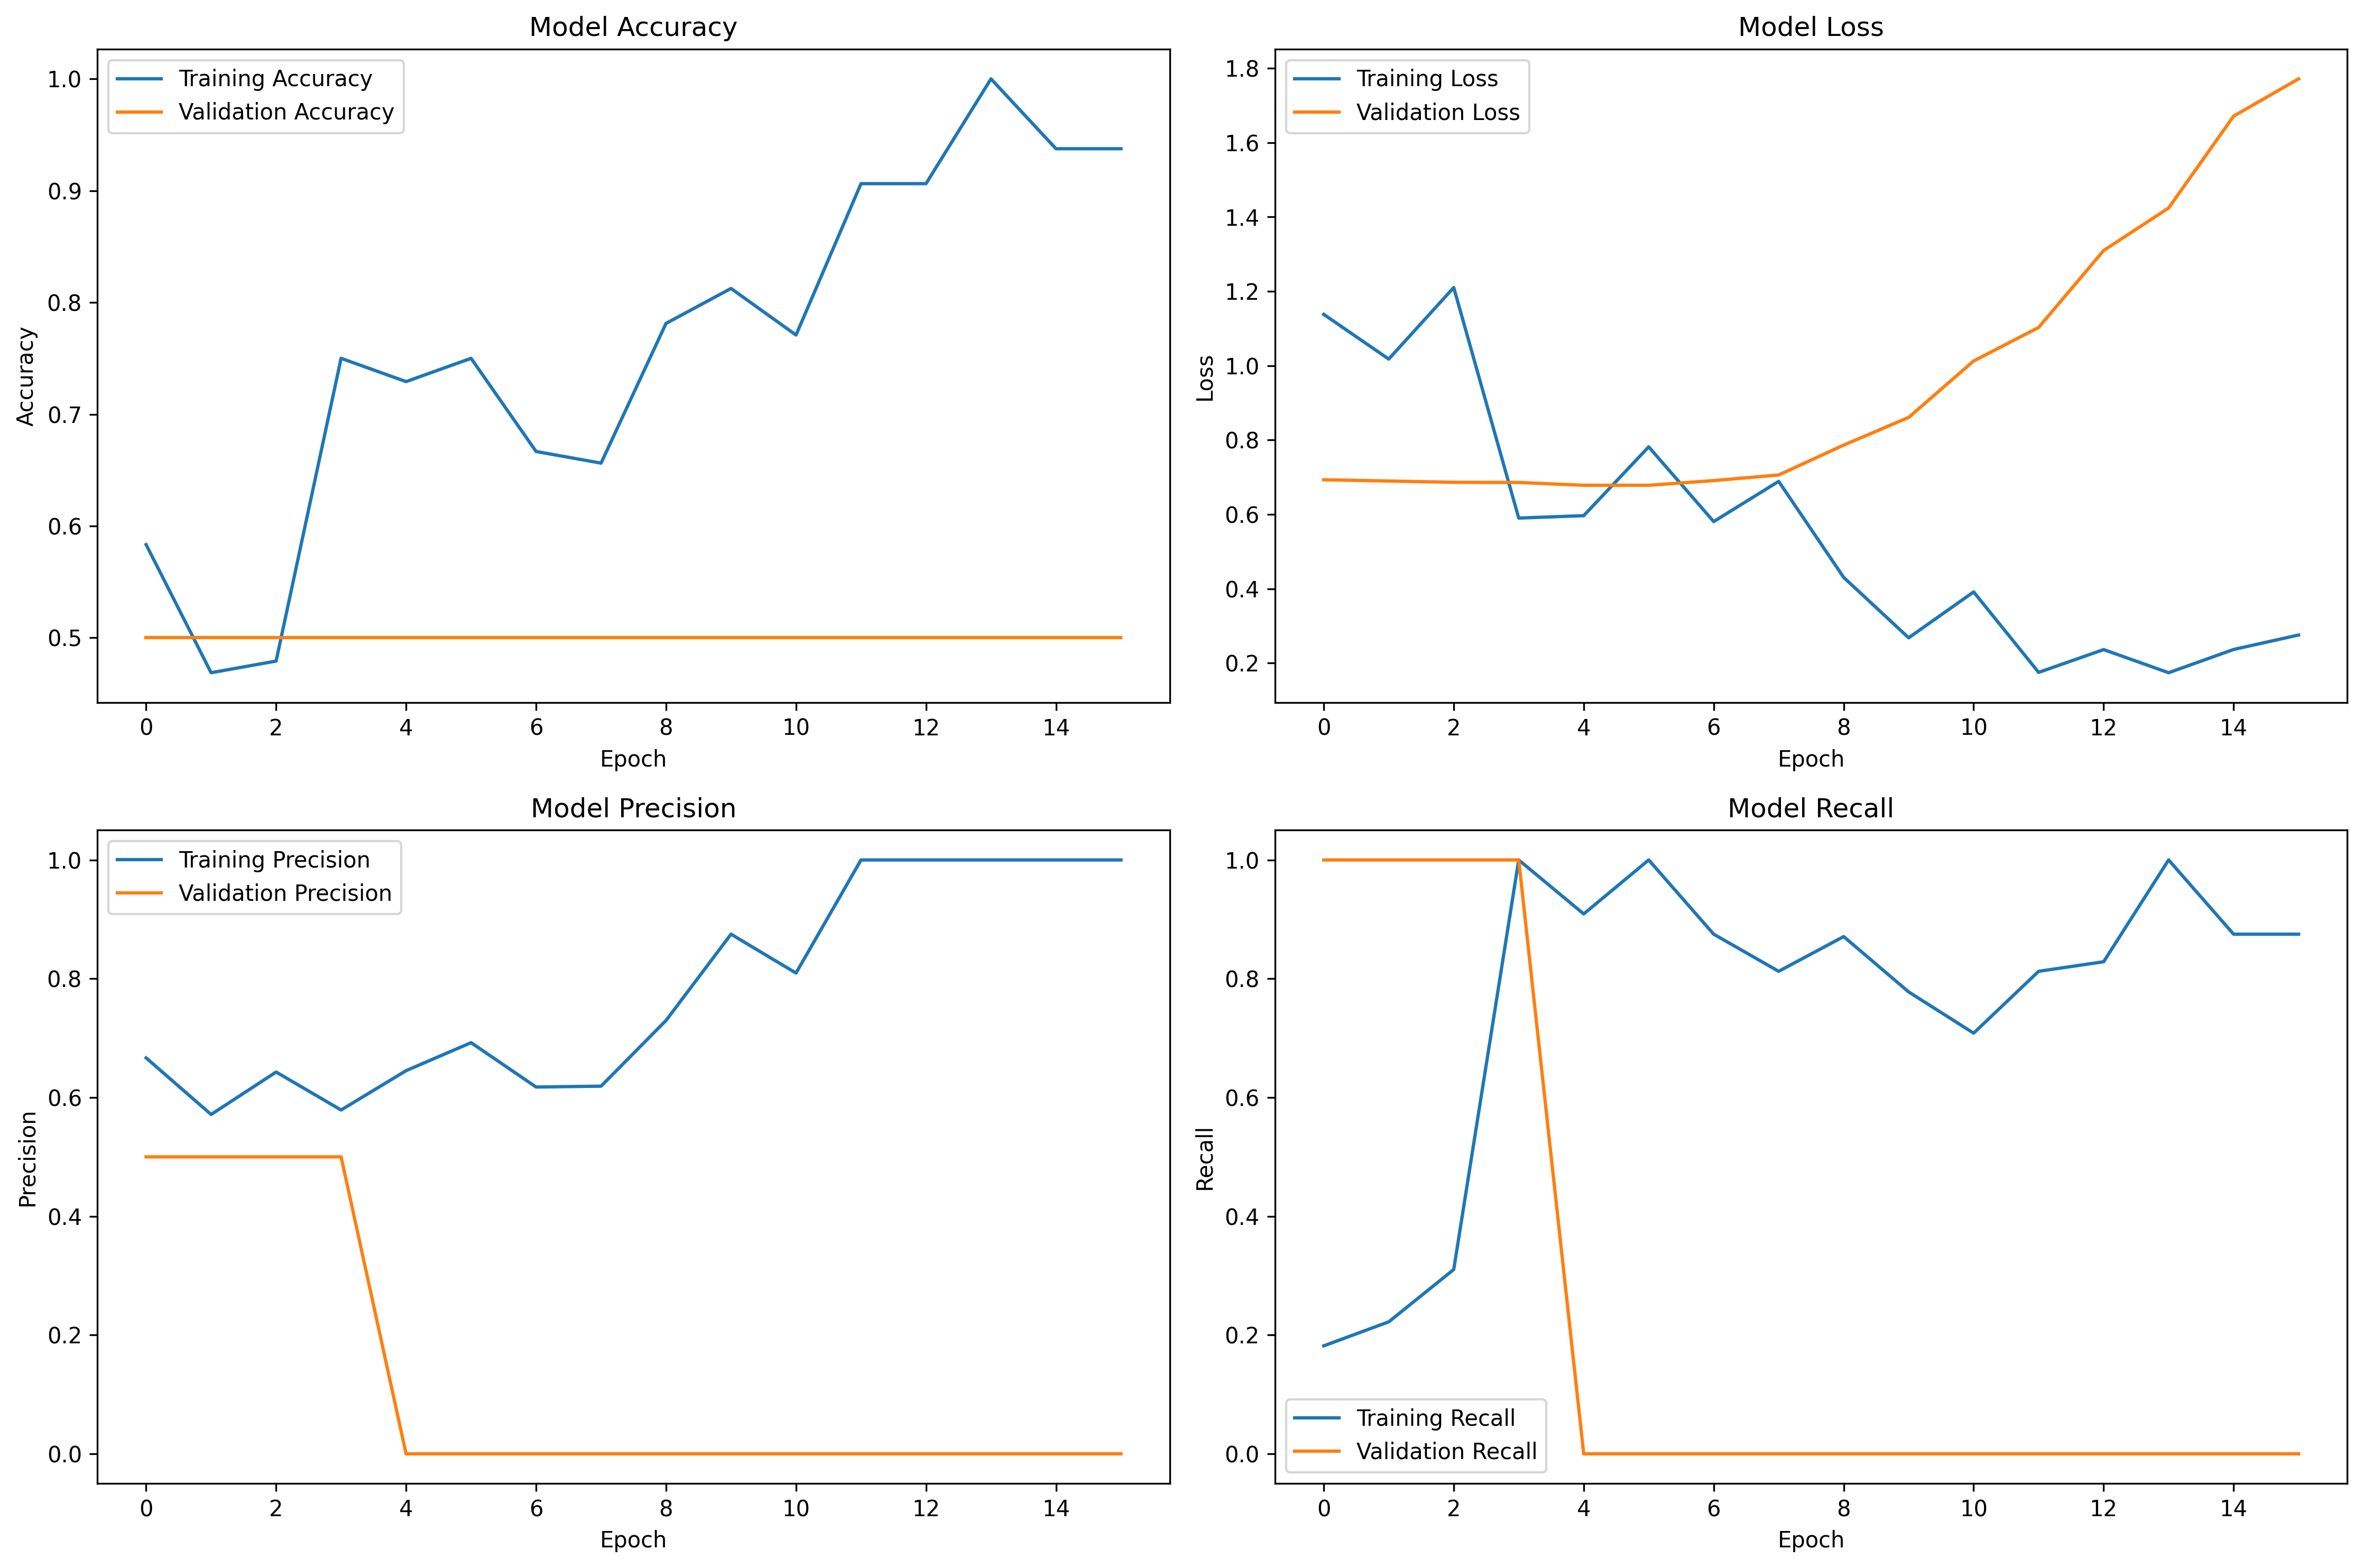 Model Accuracy
Training Accuracy
Validation Accuracy
1.0
0.9
0.8
0.7
0.6
0.5
Accuracy
0 2 4 6 8 10 12 14
Epoch
Model Loss
Training Loss
Validation Loss
1.8
1.6
1.4
1.2
1.0
0.8
0.6
0.4
0.2
Loss
0 2 4 6 8 10 12 14
Epoch
Model Precision
Training Precision
Validation Precision
1.0
0.8
0.6
0.4
0.2
0.0
Precision
0 2 4 6 8 10 12 14
Epoch
Model Recall
1.0
0.8
0.6
0.4
0.2
0.0
Recall
Training Recall
Validation Recall
0 2 4 6 8 10 12 14
Epoch